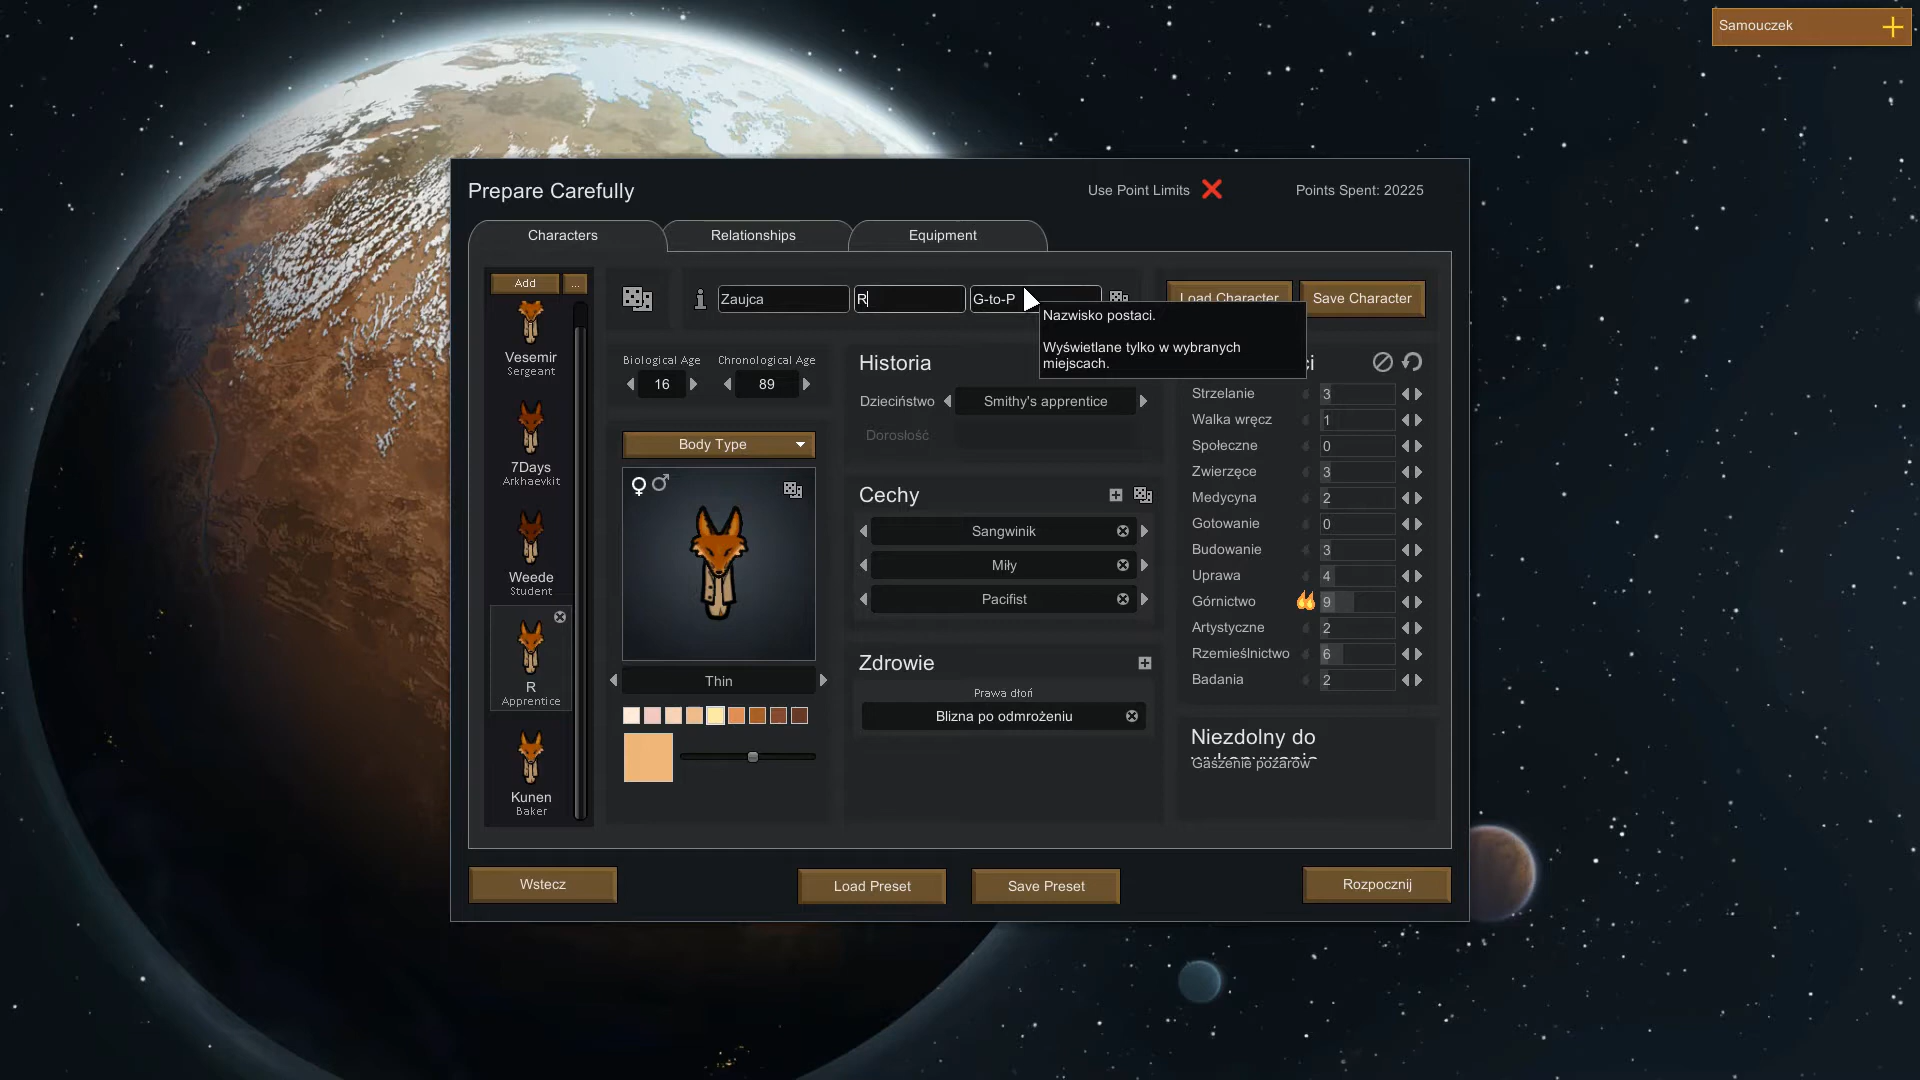 Samouczek
Prepare Carefully
Use Point Limits
Points Spent: 20225
Characters
Relationships
Equipment
Add
...
Zaujca
R
G-to-P
Load Character
Save Character
Nazwisko postaci.
Wyświetlane tylko w wybranych
miejscach.
Vesemir
Sergeant
7Days
Arkhaevkit
Weede
Student
R
Apprentice
Kunen
Baker
Biological Age
Chronological Age
16
89
Body Type
Thin
Historia
Dzieciństwo
Smithy's apprentice
Dorosłość
Cechy
Sangwinik
Miły
Pacifist
Zdrowie
Prawa dłoń
Blizna po odmrożeniu
Strzelanie 3
Walka wręcz 1
Społeczne 0
Zwierzęce 3
Medycyna 2
Gotowanie 0
Budowanie 3
Uprawa 4
Górnictwo 9
Artystyczne 2
Rzemieślnictwo 6
Badania 2
Niezdolny do
Gaszenie pożarów
Wstecz
Load Preset
Save Preset
Rozpocznij